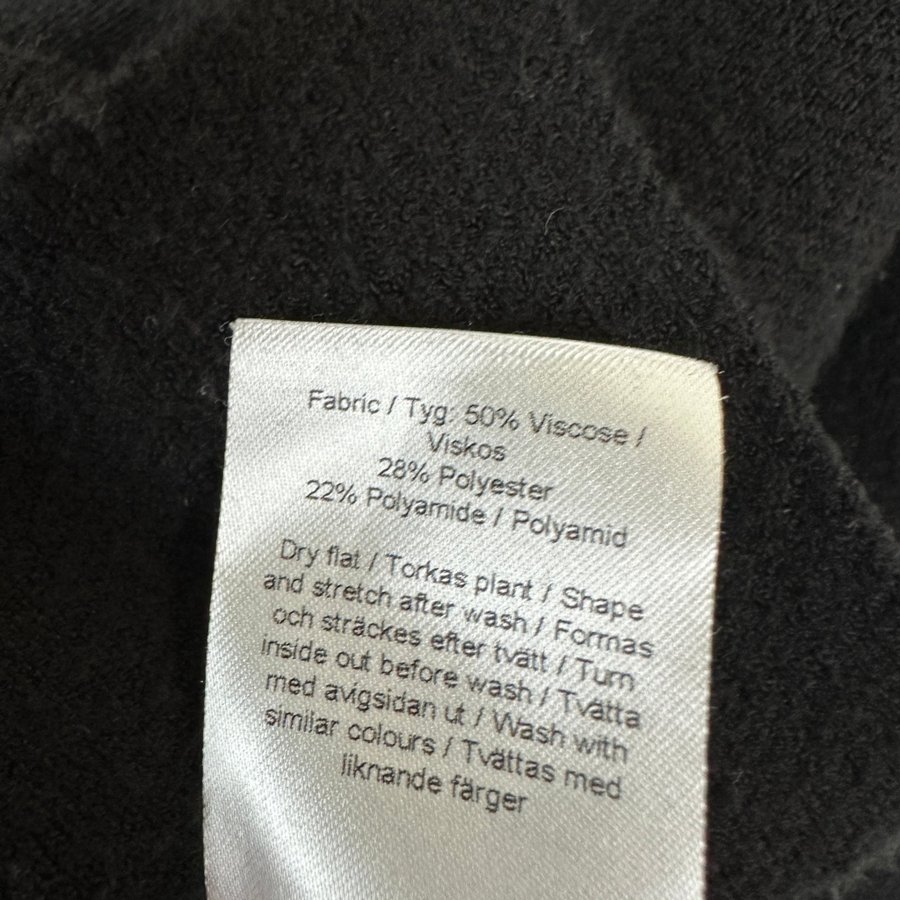 Fabric / Tyg: 50% Viscose /
Viskos
28% Polyester
22% Polyamide / Polyamid
Dry flat / Torkas plant / Shape
and stretch after wash / Formas
och sträckes efter tvätt / Turn
inside out before wash / Tvätta
med avigsidan ut / Wash with
similar colours / Tvättas med
liknande färger